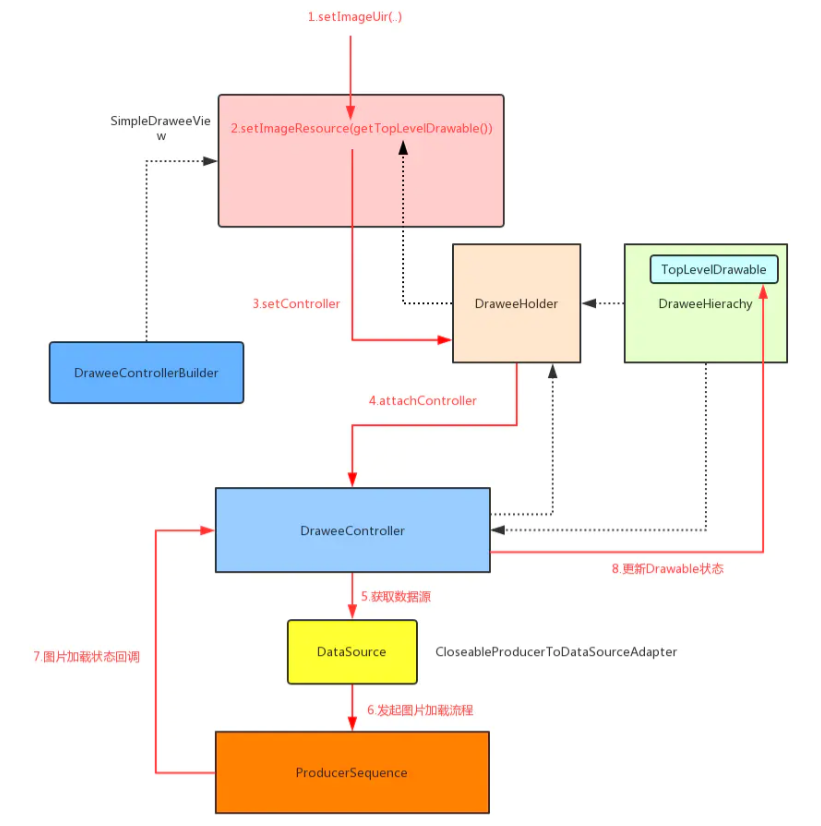 1.setImageUir(..)
SimpleDraweeVie
w
2.setImageResource(getTopLevelDrawable())
TopLevelDrawable
3.setController
DraweeHolder
DraweeHierachy
DraweeControllerBuilder
4.attachController
DraweeController
8.更新Drawable状态
5.获取数据源
7.图片加载状态回调
DataSource
CloseableProducerToDataSourceAdapter
6.发起图片加载流程
ProducerSequence